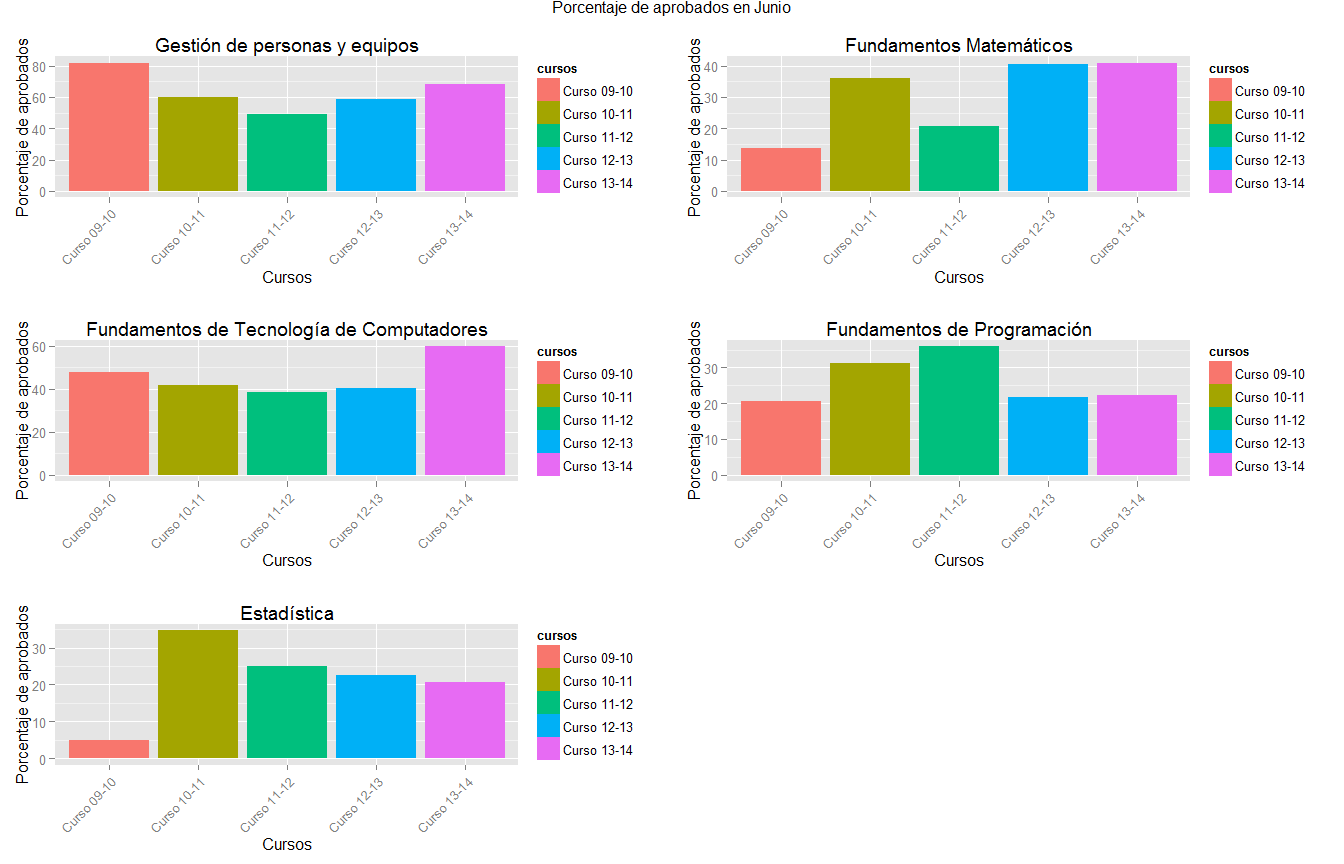 Porcentaje de aprobados en Junio
Gestión de personas y equipos
Porcentaje de aprobados
80
60
40
20
0
Curso 09-10
Curso 10-11
Curso 11-12
Curso 12-13
Curso 13-14
Cursos
cursos
Curso 09-10
Curso 10-11
Curso 11-12
Curso 12-13
Curso 13-14
Fundamentos Matemáticos
Porcentaje de aprobados
40
30
20
10
0
Curso 09-10
Curso 10-11
Curso 11-12
Curso 12-13
Curso 13-14
Cursos
cursos
Curso 09-10
Curso 10-11
Curso 11-12
Curso 12-13
Curso 13-14
Fundamentos de Tecnología de Computadores
Porcentaje de aprobados
60
40
20
0
Curso 09-10
Curso 10-11
Curso 11-12
Curso 12-13
Curso 13-14
Cursos
cursos
Curso 09-10
Curso 10-11
Curso 11-12
Curso 12-13
Curso 13-14
Fundamentos de Programación
Porcentaje de aprobados
30
20
10
0
Curso 09-10
Curso 10-11
Curso 11-12
Curso 12-13
Curso 13-14
Cursos
cursos
Curso 09-10
Curso 10-11
Curso 11-12
Curso 12-13
Curso 13-14
Estadística
Porcentaje de aprobados
30
20
10
0
Curso 09-10
Curso 10-11
Curso 11-12
Curso 12-13
Curso 13-14
Cursos
cursos
Curso 09-10
Curso 10-11
Curso 11-12
Curso 12-13
Curso 13-14